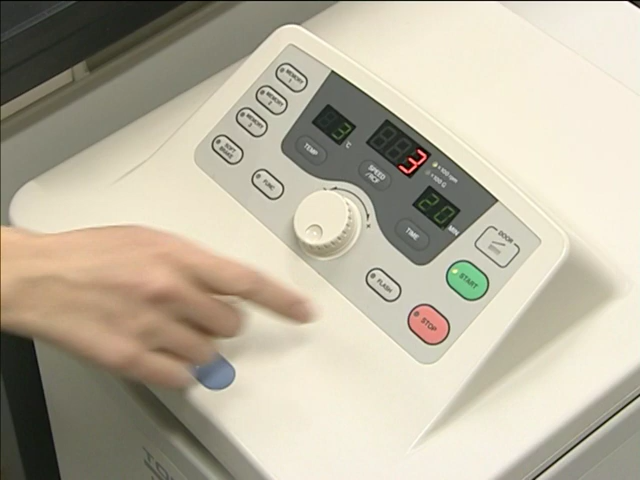 MEMORY 1
MEMORY 2
MEMORY 3
SOFT BRAKE
FUNC
3 °C
TEMP
3
×100 rpm
×100 G
SPEED /RCF
20 MIN
TIME
DOOR
FLASH
START
STOP